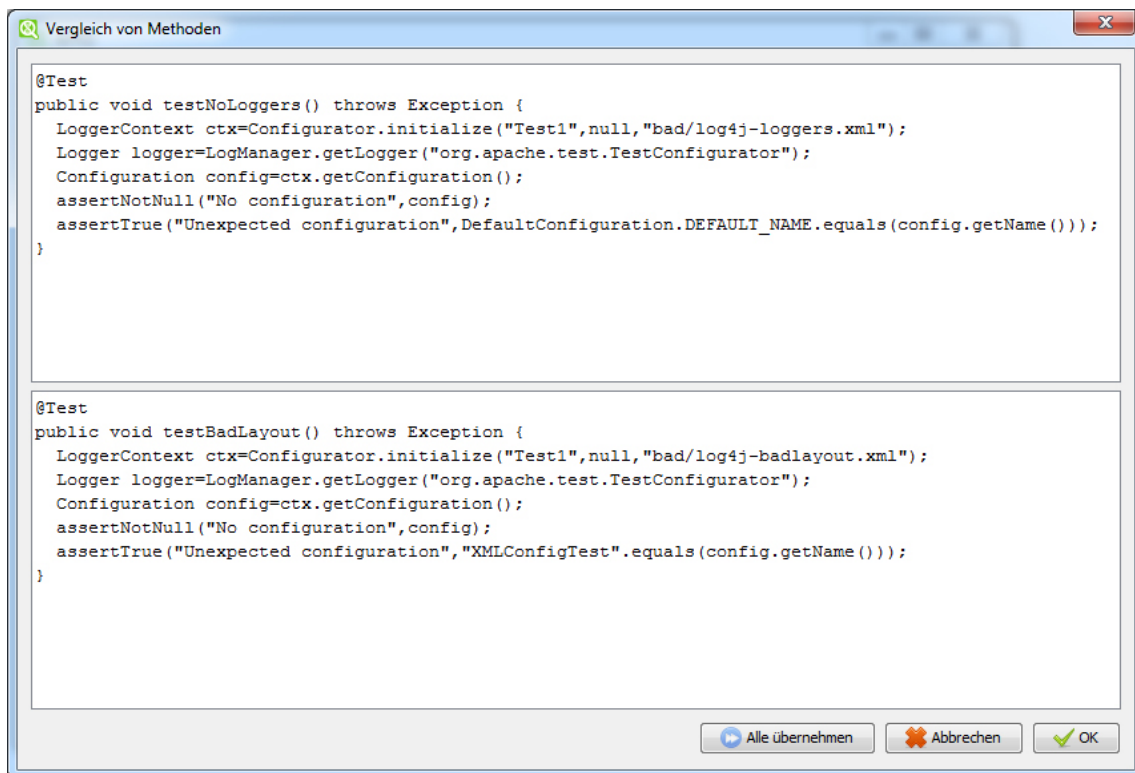 Vergleich von Methoden
@Test
public void testNoLoggers() throws Exception {
LoggerContext ctx=Configurator.initialize("Test1",null,"bad/log4j-loggers.xml");
Logger logger=LogManager.getLogger("org.apache.test.TestConfigurator");
Configuration config=ctx.getConfiguration();
assertNotNull("No configuration",config);
assertTrue("Unexpected configuration",DefaultConfiguration.DEFAULT_NAME.equals(config.getName()));
}
@Test
public void testBadLayout() throws Exception {
LoggerContext ctx=Configurator.initialize("Test1",null,"bad/log4j-badlayout.xml");
Logger logger=LogManager.getLogger("org.apache.test.TestConfigurator");
Configuration config=ctx.getConfiguration();
assertNotNull("No configuration",config);
assertTrue("Unexpected configuration","XMLConfigTest".equals(config.getName()));
}
Alle übernehmen Abbrechen OK